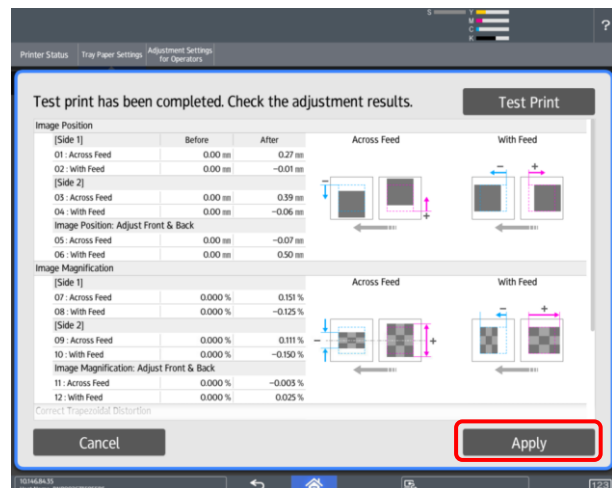 S Y
M
C
K
?
Printer Status Tray Paper Settings Adjustment Settings for Operators
Test print has been completed. Check the adjustment results. Test Print
Image Position
[Side 1] Before After Across Feed With Feed
01 : Across Feed 0.00 mm 0.27 mm
02 : With Feed 0.00 mm −0.01 mm
[Side 2]
03 : Across Feed 0.00 mm 0.39 mm
04 : With Feed 0.00 mm −0.06 mm
Image Position: Adjust Front & Back
05 : Across Feed 0.00 mm −0.07 mm
06 : With Feed 0.00 mm 0.50 mm
Image Magnification
[Side 1] Across Feed With Feed
07 : Across Feed 0.000 % 0.151 %
08 : With Feed 0.000 % −0.125 %
[Side 2]
09 : Across Feed 0.000 % 0.111 %
10 : With Feed 0.000 % −0.150 %
Image Magnification: Adjust Front & Back
11 : Across Feed 0.000 % −0.003 %
12 : With Feed 0.000 % 0.025 %
Correct Trapezoidal Distortion
Cancel Apply
10.146.84.35
123